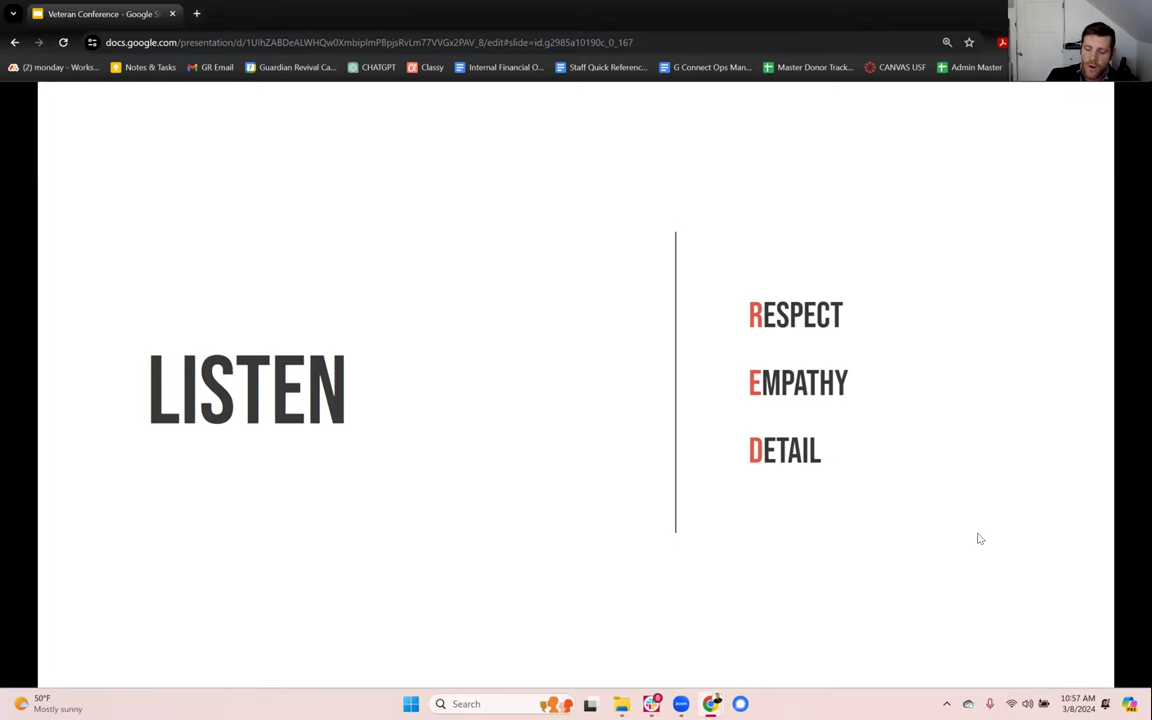 Veteran Conference - Google S
docs.google.com/presentation/d/1UIhZABDeALWHQw0XmbiplmPBpjsRvLm77VVGx2PAV_8/edit#slide=id.g2985a10190c_0_167
(2) monday - Works... Notes & Tasks GR Email Guardian Revival Ca... CHATGPT Classy Internal Financial O... Staff Quick Referenc... G Connect Ops Man... Master Donor Track... CANVAS USF Admin Master
LISTEN
RESPECT
EMPATHY
DETAIL
50°F
Mostly sunny
Search
10:57 AM
3/8/2024